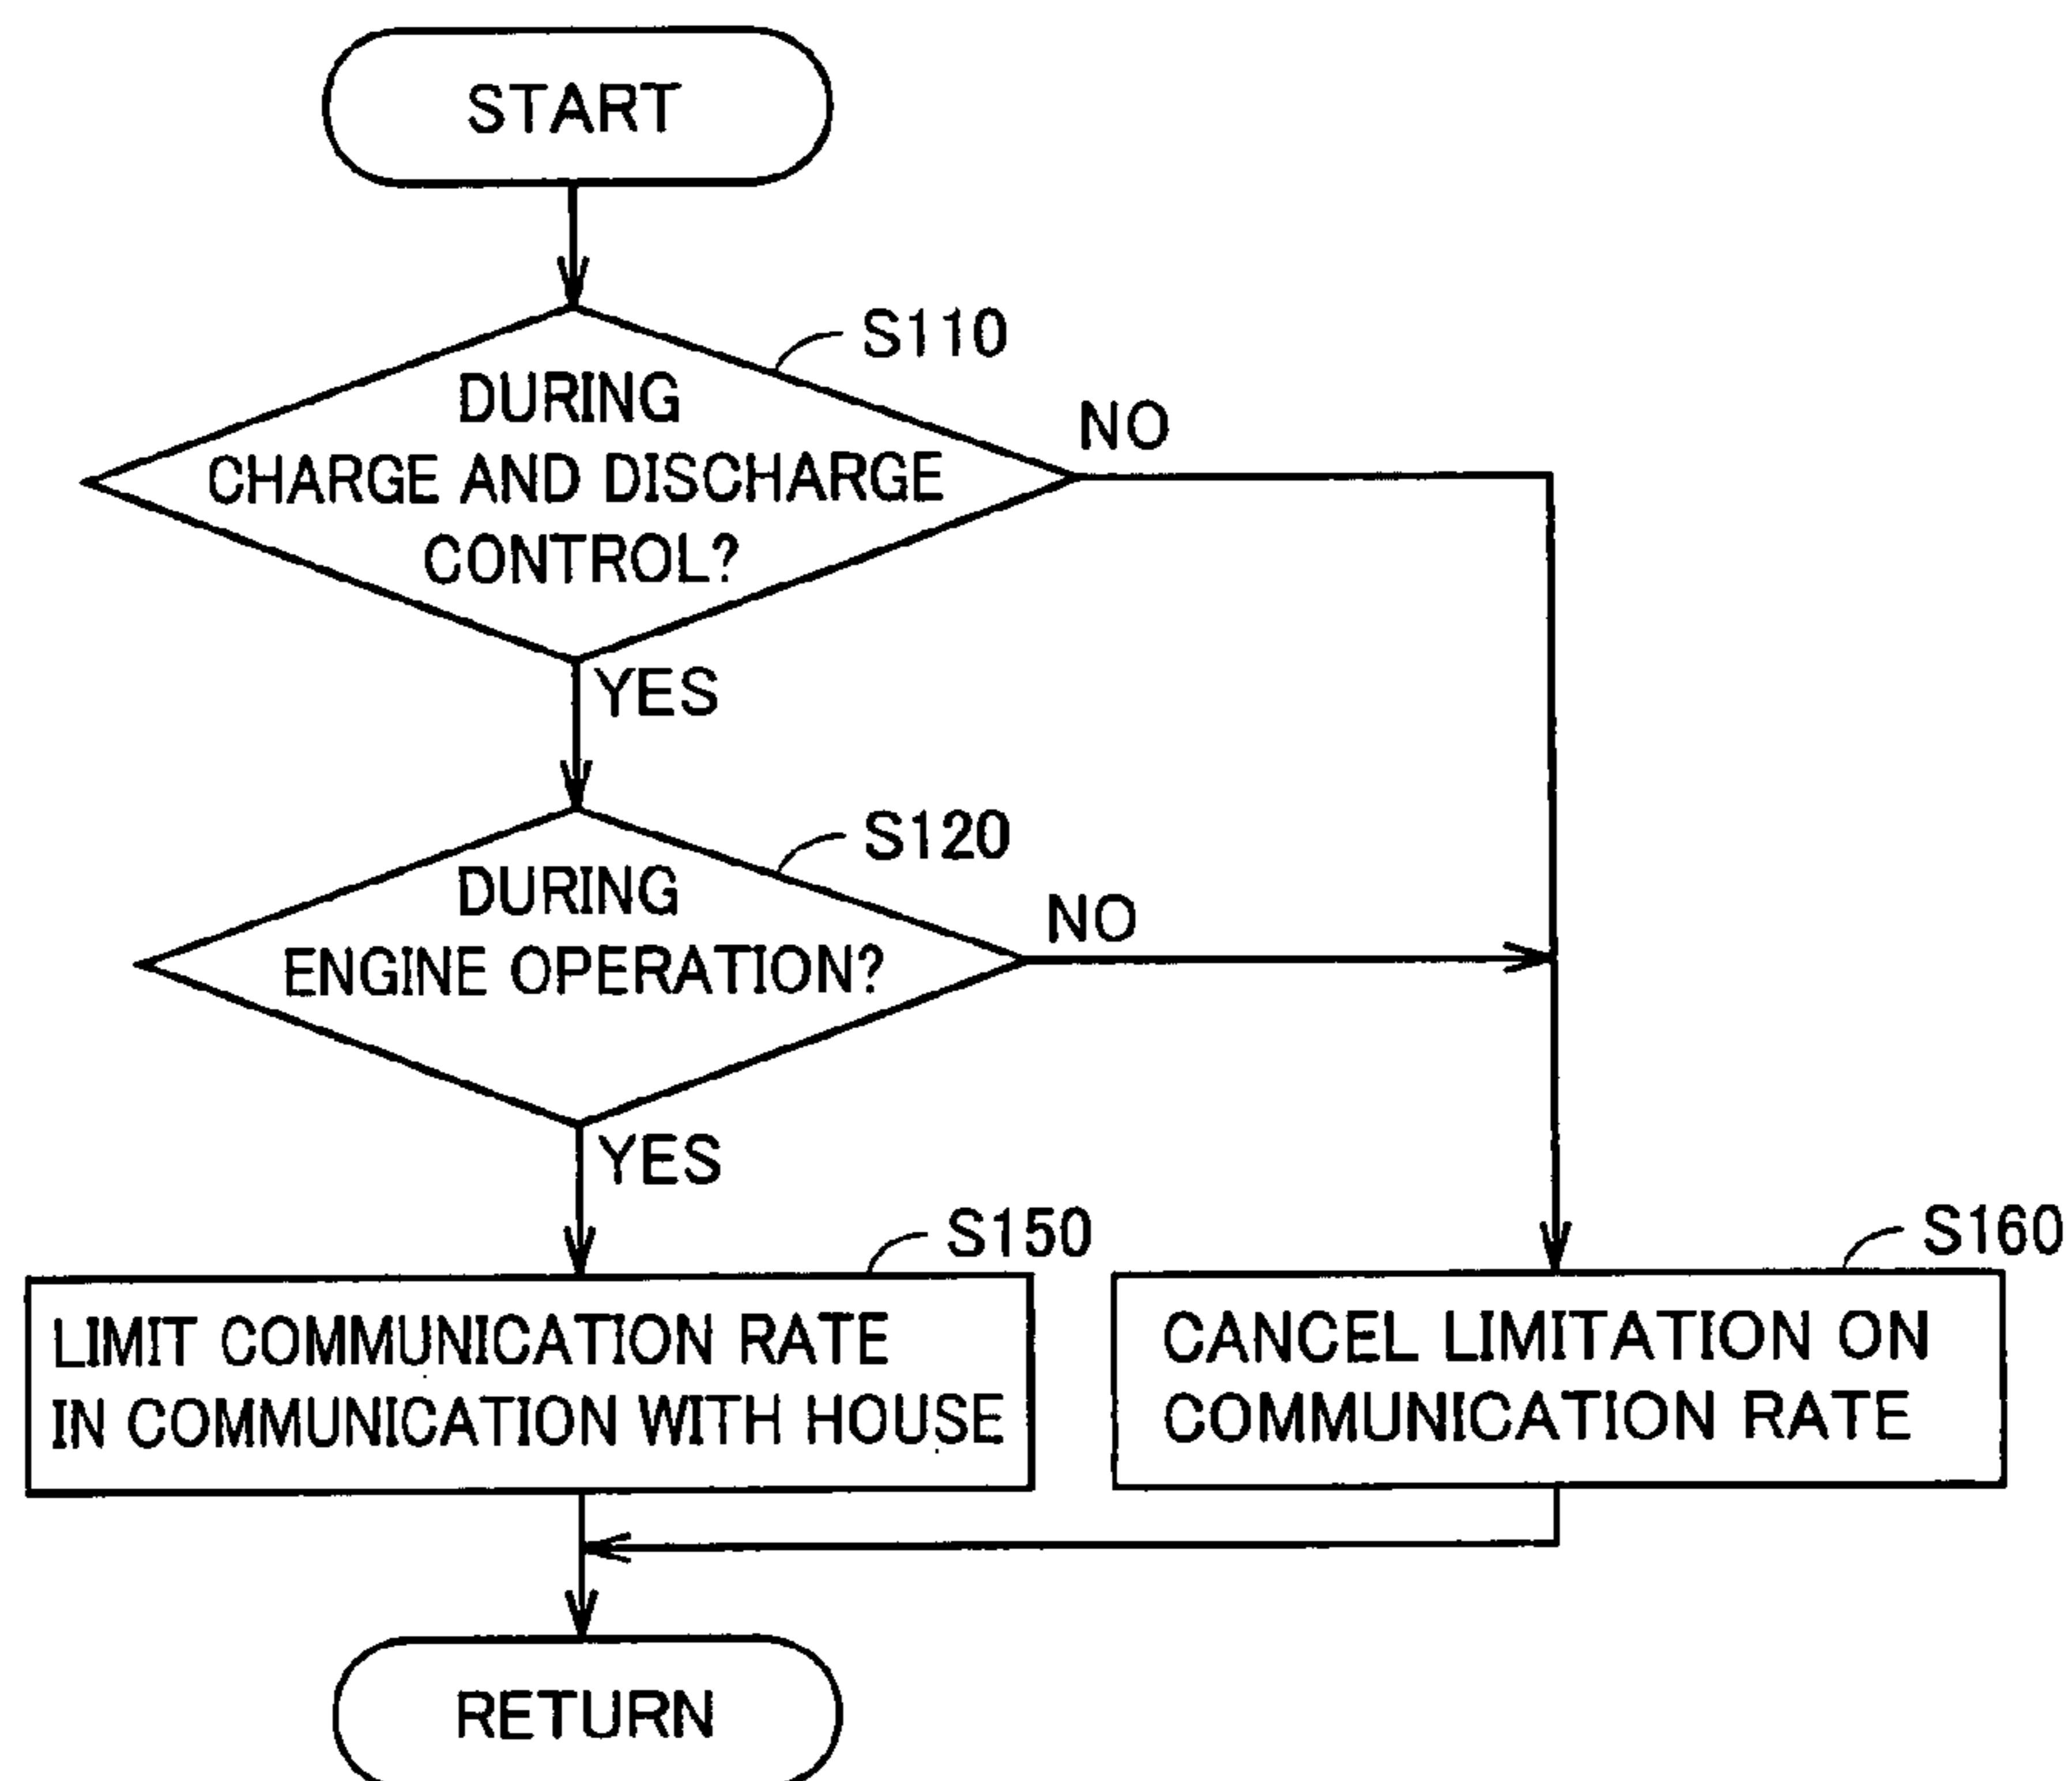 START
S110
DURING
CHARGE AND DISCHARGE
CONTROL?
NO
YES
S120
DURING
ENGINE OPERATION?
NO
YES
S150
LIMIT COMMUNICATION RATE
IN COMMUNICATION WITH HOUSE
S160
CANCEL LIMITATION ON
COMMUNICATION RATE
RETURN